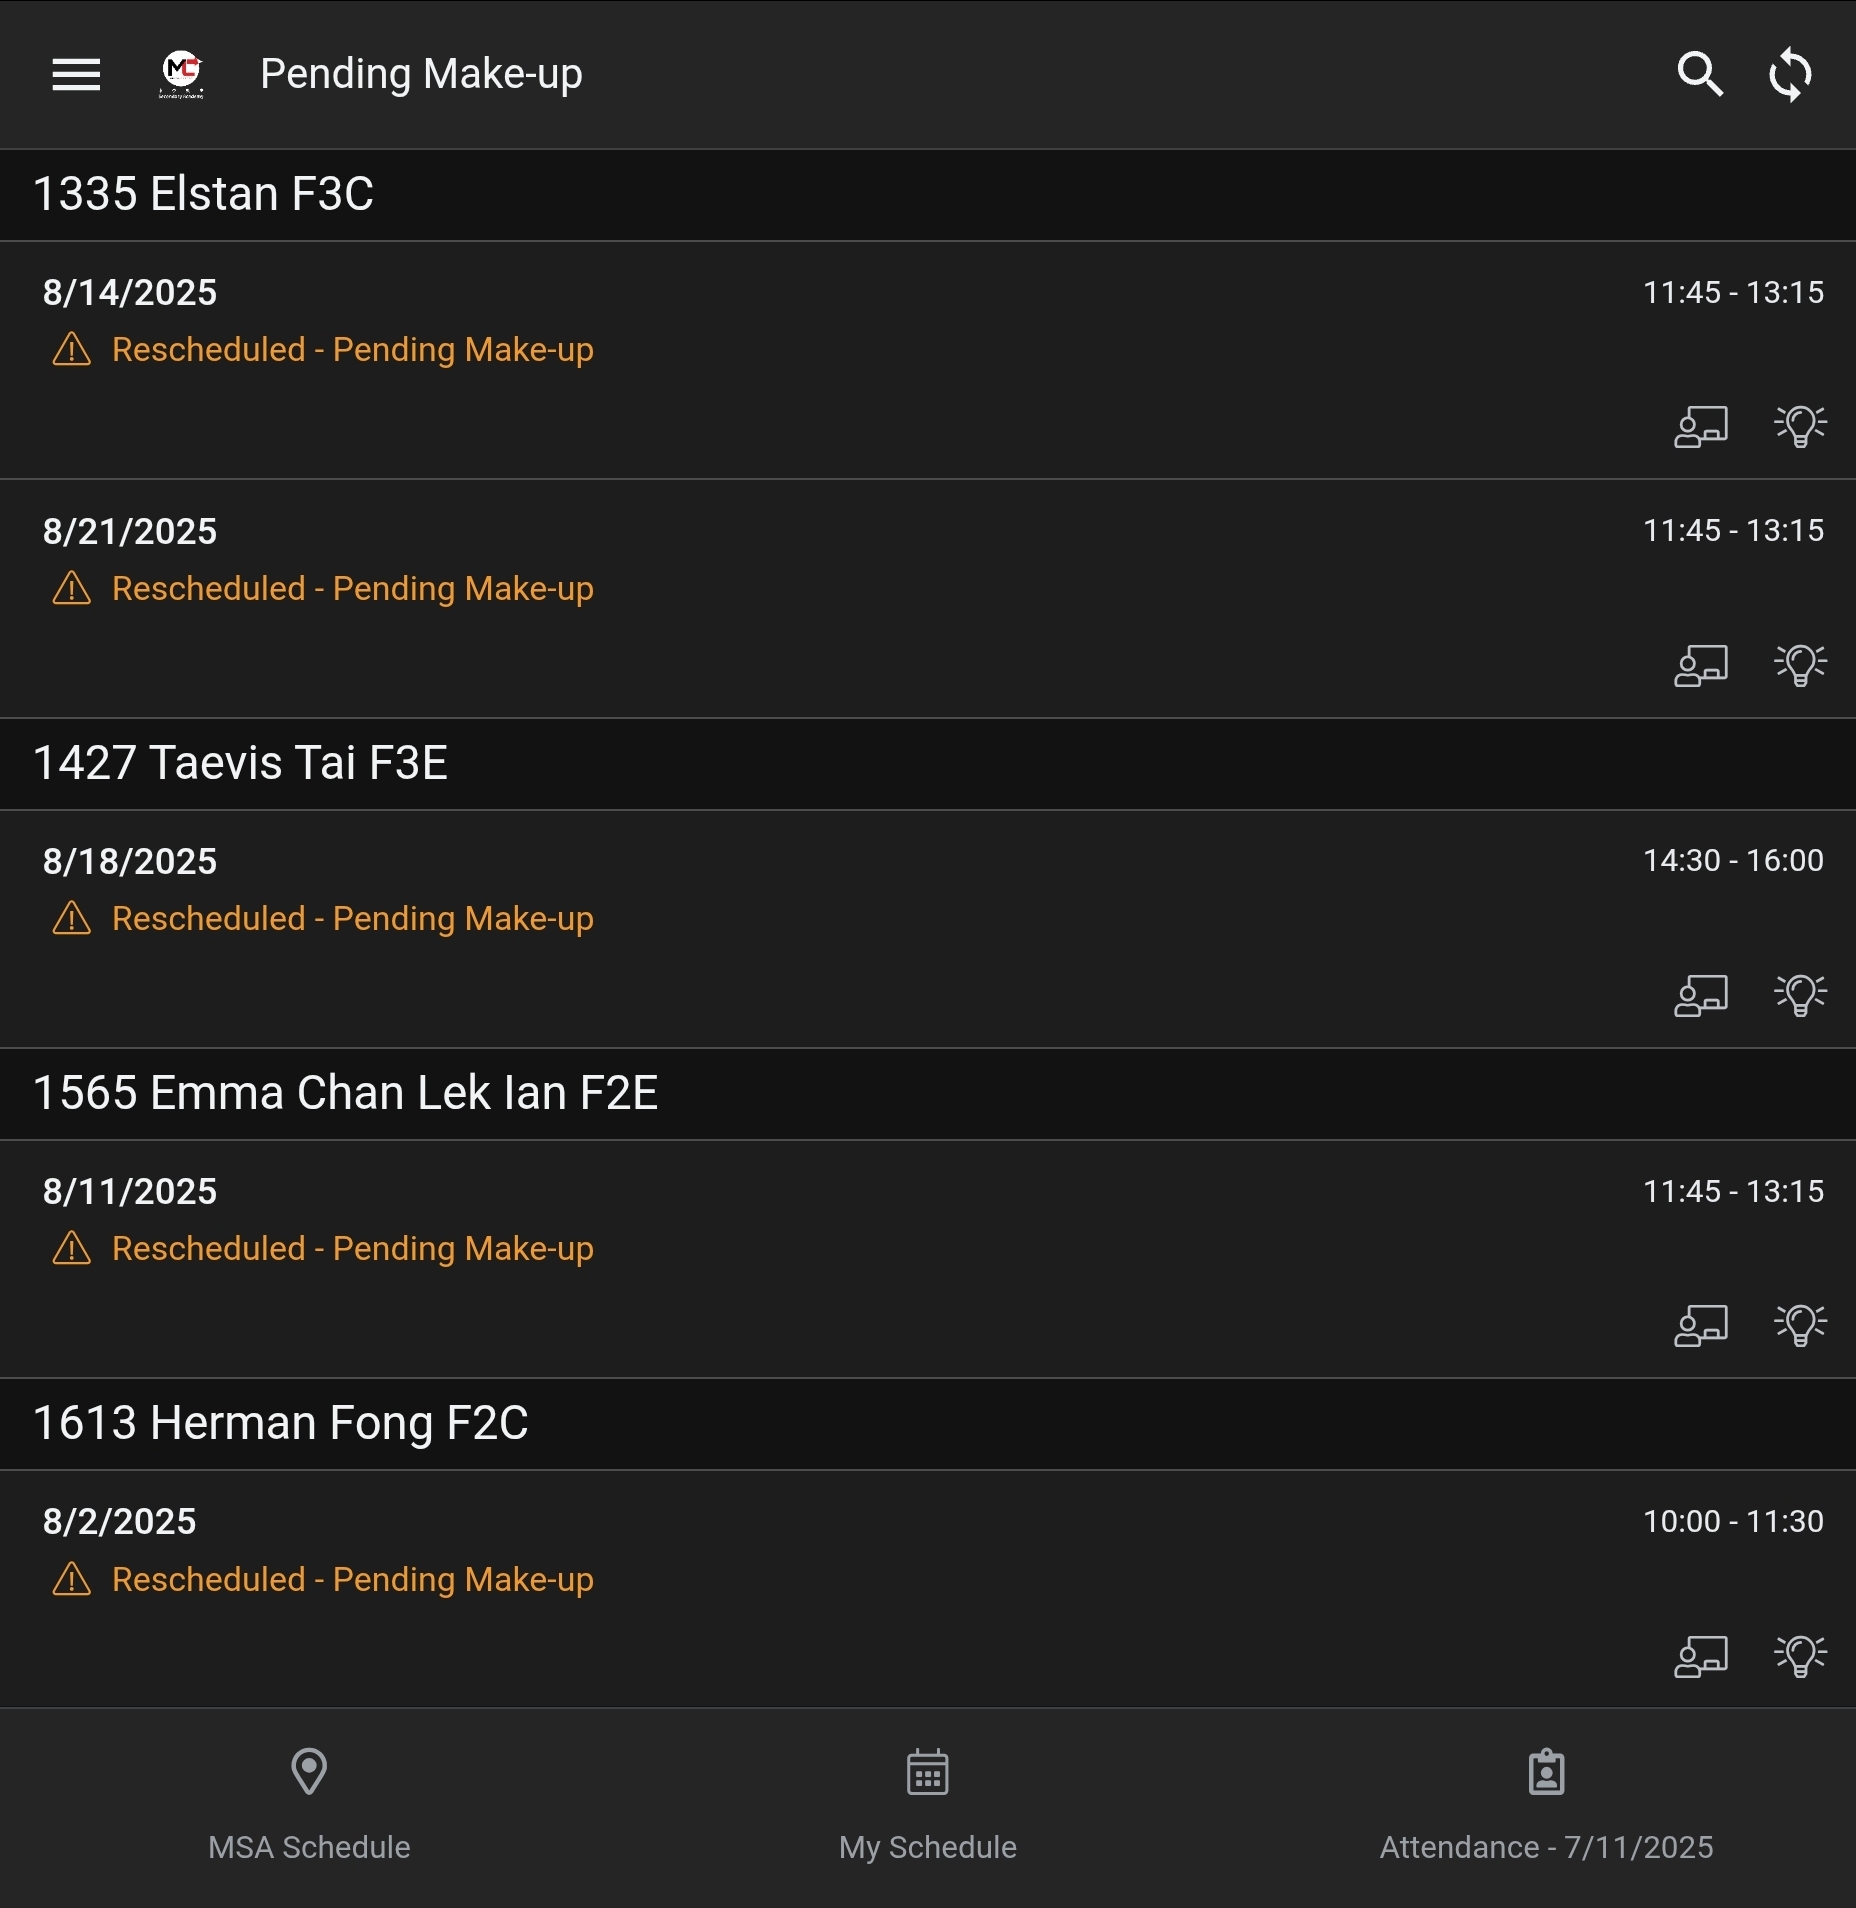 Pending Make-up
1335 Elstan F3C
8/14/2025 11:45 - 13:15
Rescheduled - Pending Make-up
8/21/2025 11:45 - 13:15
Rescheduled - Pending Make-up
1427 Taevis Tai F3E
8/18/2025 14:30 - 16:00
Rescheduled - Pending Make-up
1565 Emma Chan Lek Ian F2E
8/11/2025 11:45 - 13:15
Rescheduled - Pending Make-up
1613 Herman Fong F2C
8/2/2025 10:00 - 11:30
Rescheduled - Pending Make-up
MSA Schedule My Schedule Attendance - 7/11/2025